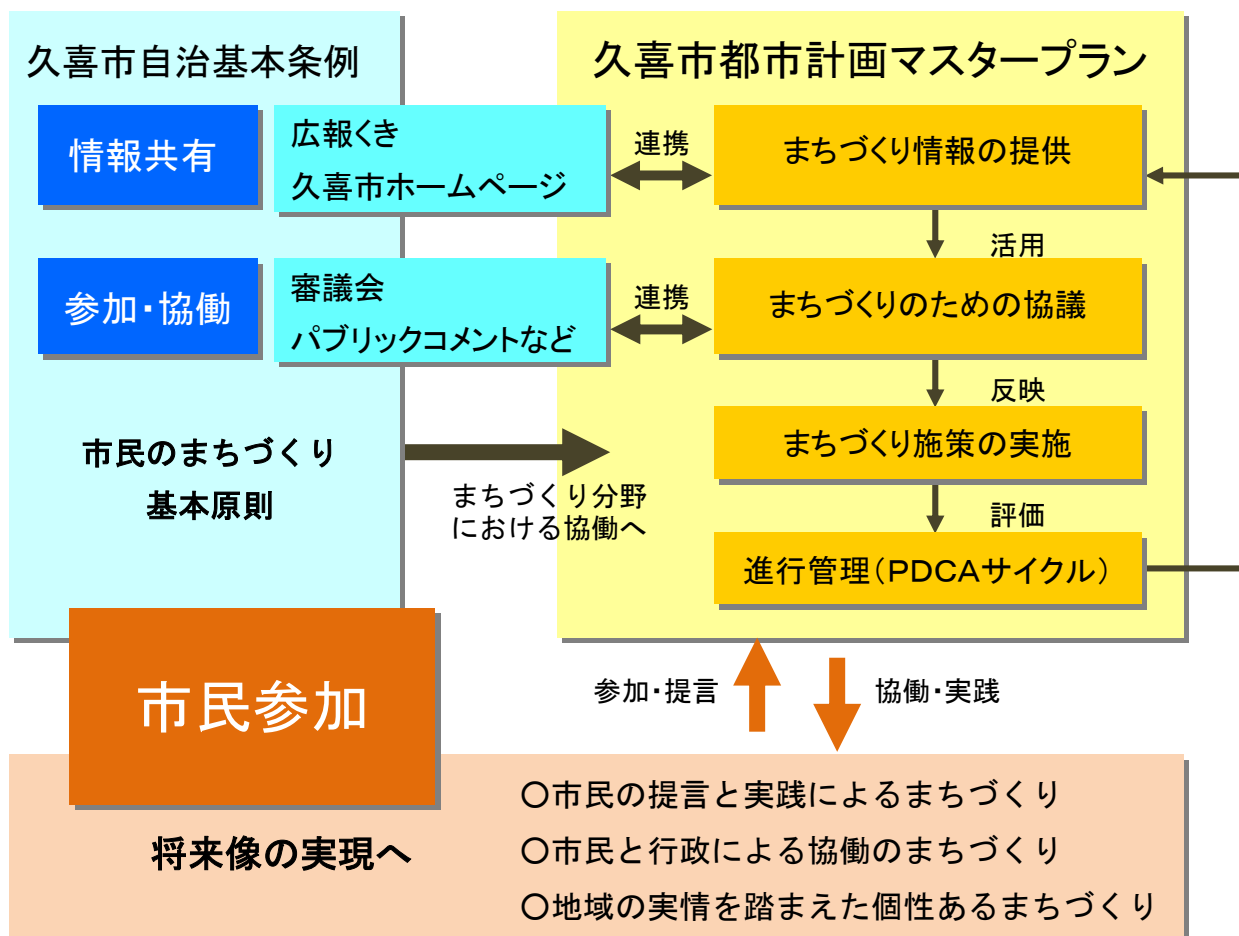 久喜市自治基本条例
情報共有
広報くき
久喜市ホームページ
参加・協働
審議会
パブリックコメントなど
市民のまちづくり
基本原則
連携
連携
まちづくり分野
における協働へ
久喜市都市計画マスタープラン
まちづくり情報の提供
活用
まちづくりのための協議
反映
まちづくり施策の実施
評価
進行管理(PDCAサイクル)
市民参加
参加・提言
協働・実践
将来像の実現へ
○市民の提言と実践によるまちづくり
○市民と行政による協働のまちづくり
○地域の実情を踏まえた個性あるまちづくり